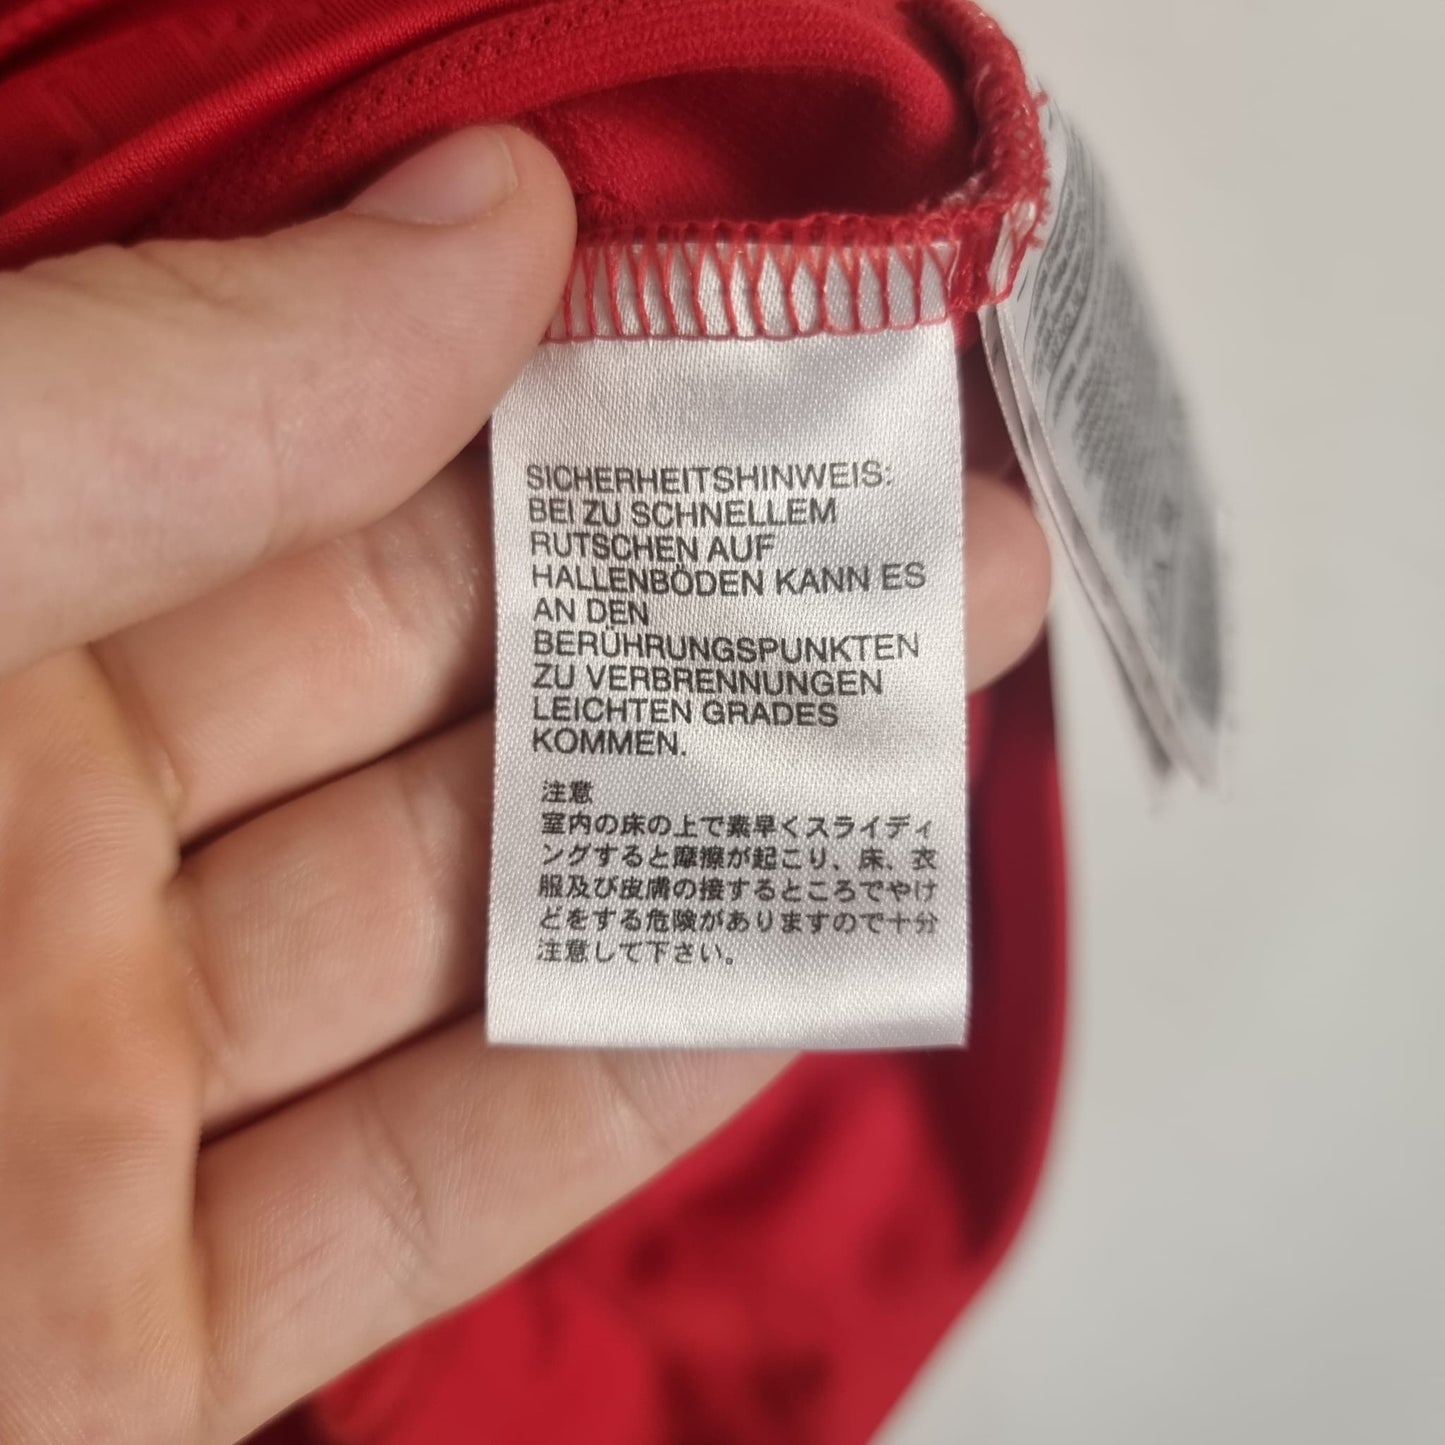 SICHERHEITSHINWEIS:
BEI ZU SCHNELLEM
RUTSCHEN AUF
HALLENBÖDEN KANN ES
AN DEN
BERÜHRUNGSPUNKTEN
ZU VERBRENNUNGEN
LEICHTEN GRADES
KOMMEN.
注意
室内の床の上で素早くスライディ
ングすると摩擦が起こり、床、衣
服及び皮膚の接するところでやけ
どをする危険がありますので十分
注意して下さい。